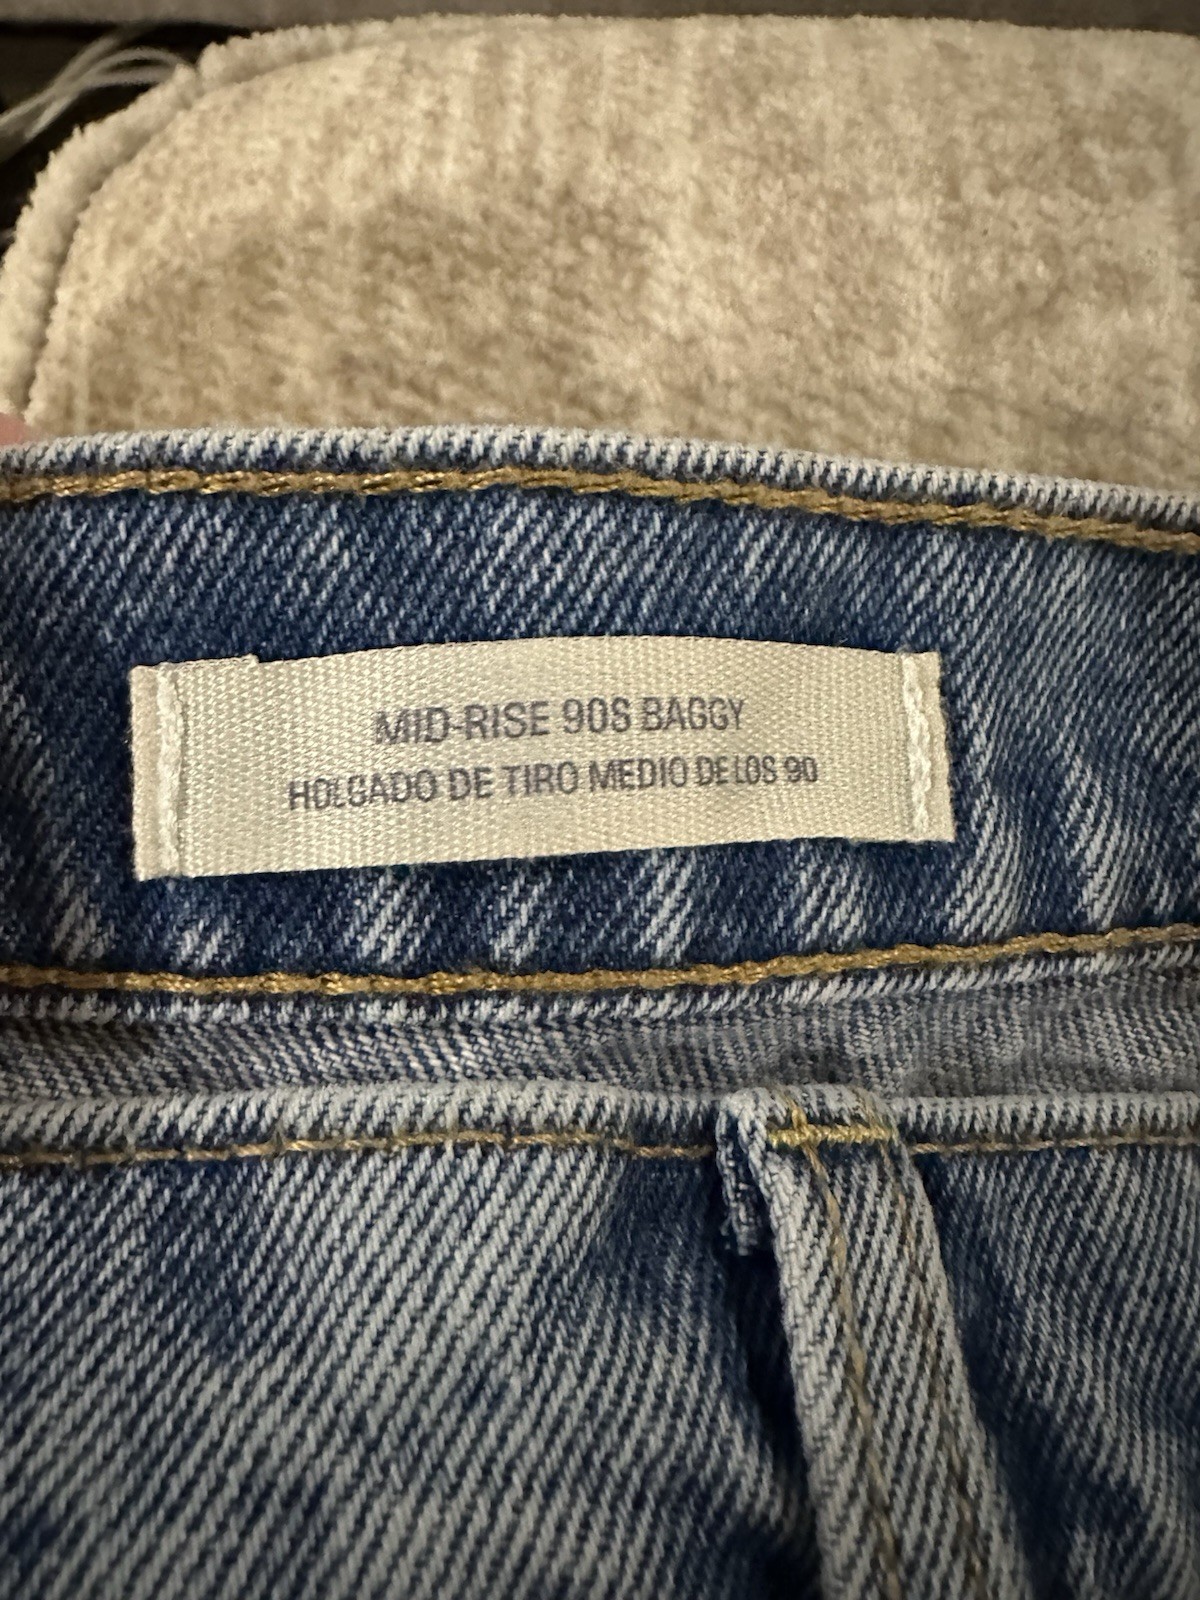 MID-RISE 90S BAGGY
HOLGADO DE TIRO MEDIO DE LOS 90